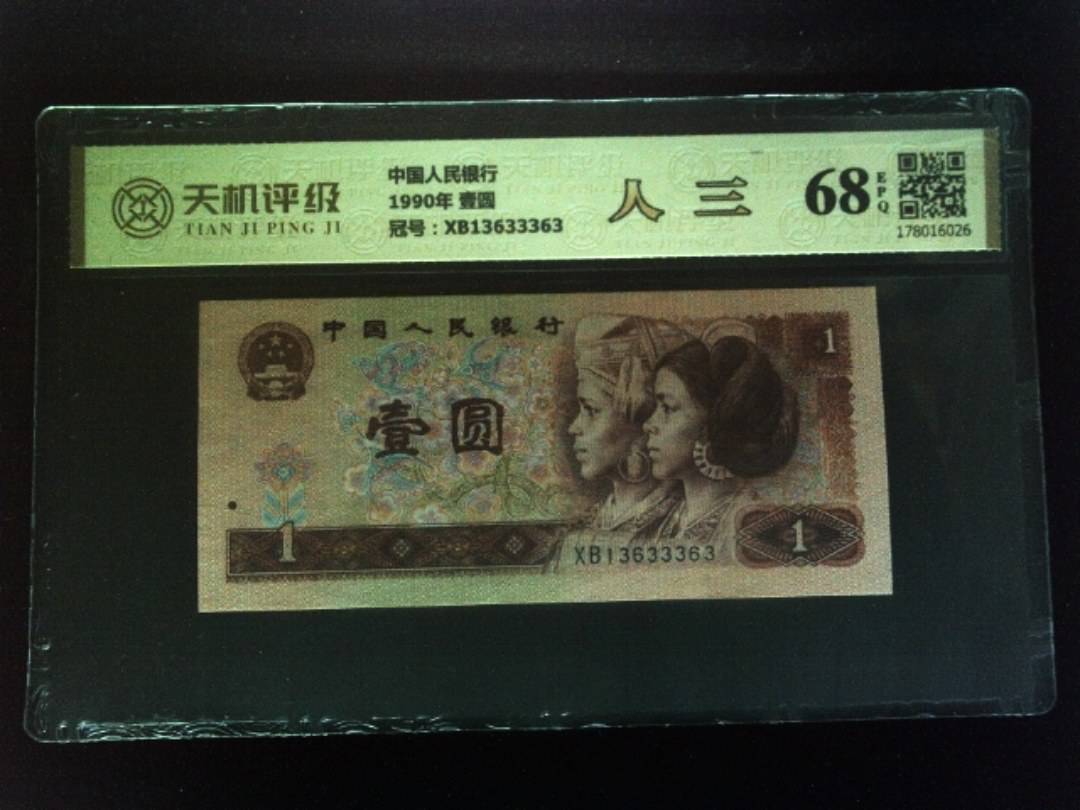 天机评级
TIAN JI PING JI
中国人民银行
1990年 壹圆
冠号：XB13633363
人三
68 EPQ
178016026
中国人民银行
1
壹圆
1
XB13633363
1